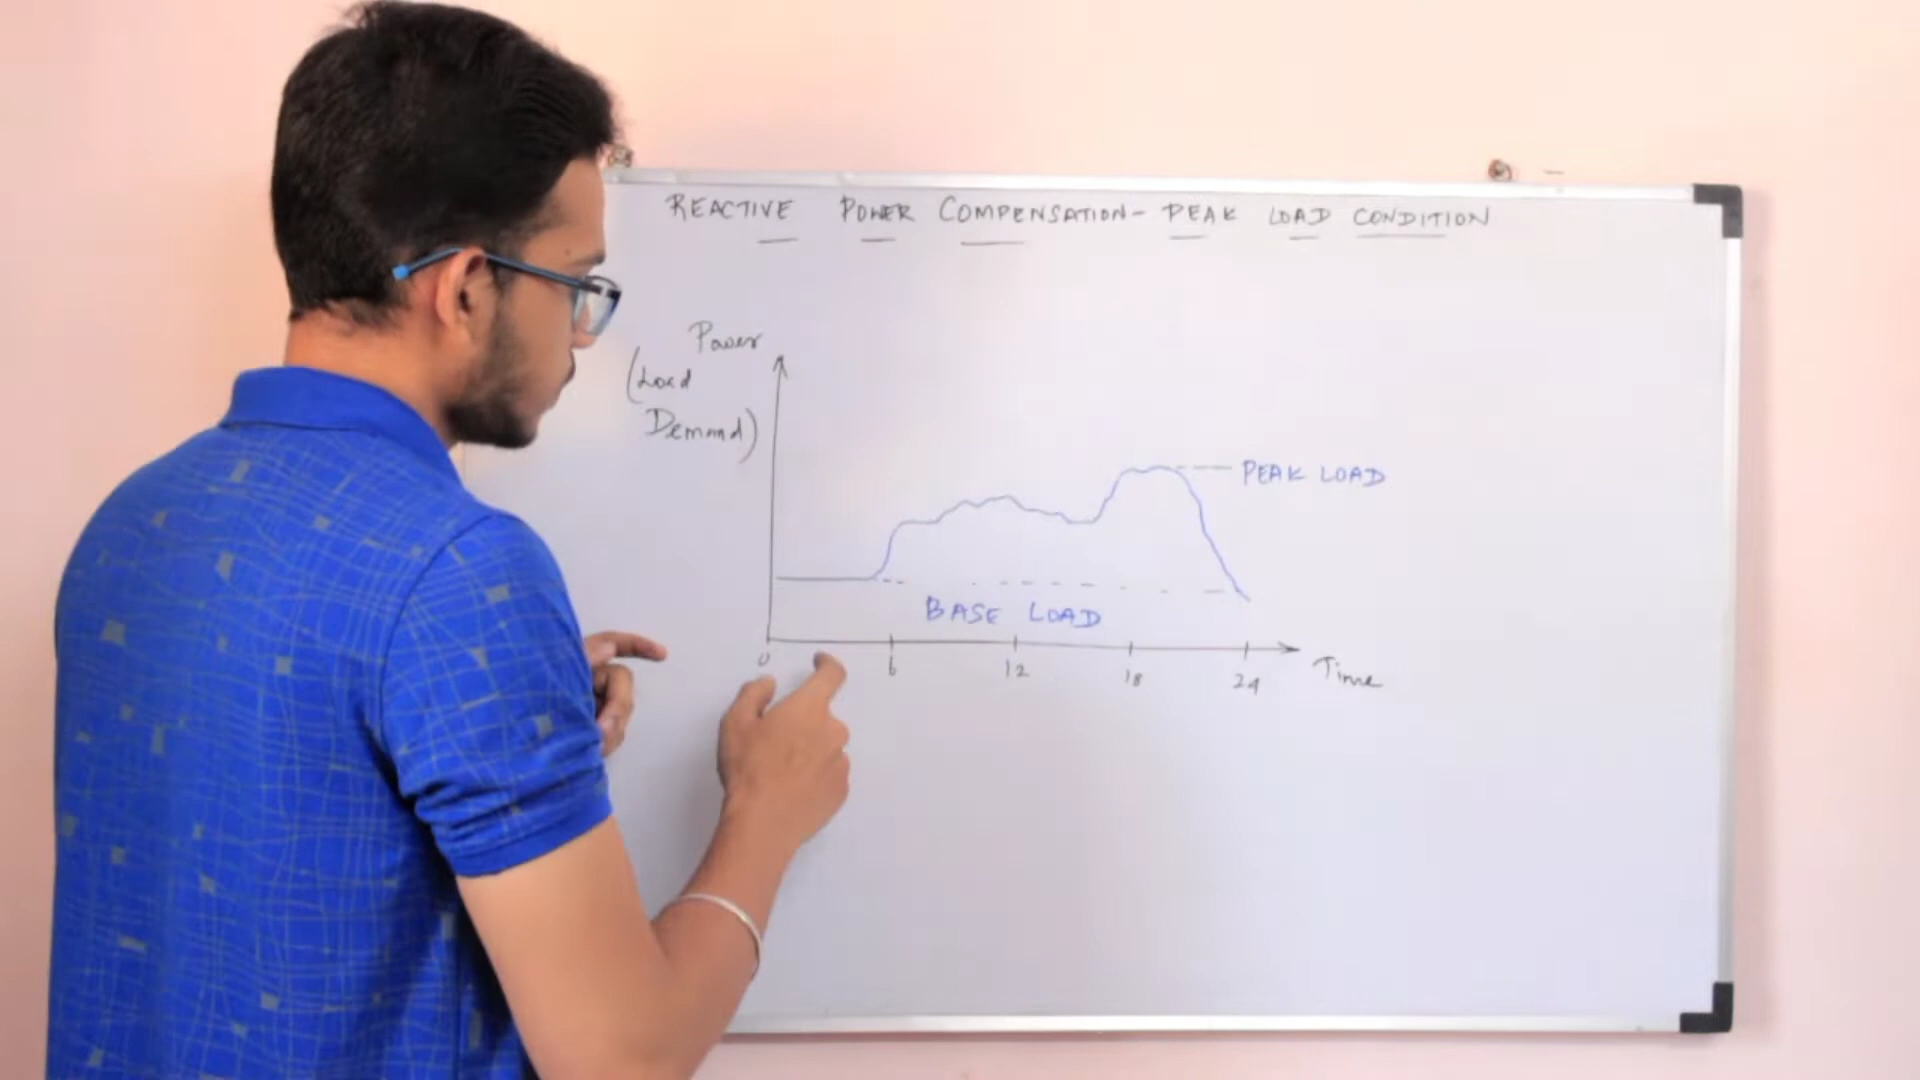 REACTIVE POWER COMPENSATION- PEAK LOAD CONDITION
Power
(Load
Demand)
PEAK LOAD
BASE LOAD
0 6 12 18 24
Time